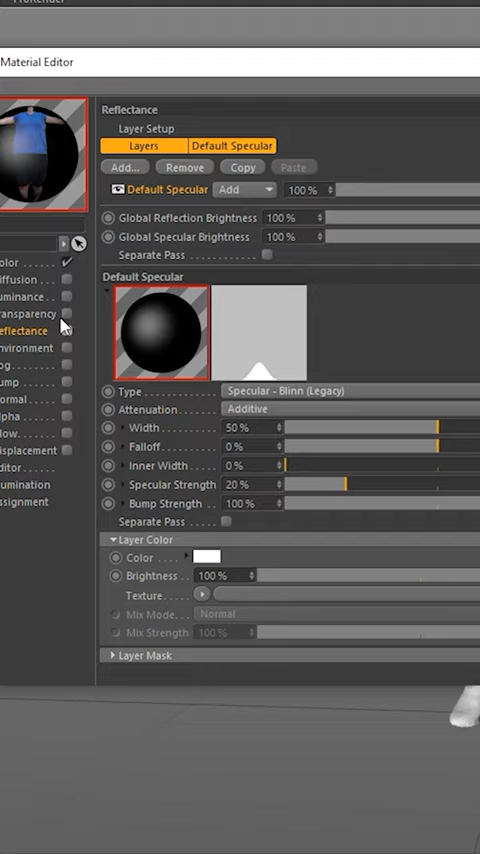 ProRender
Material Editor
Reflectance
Layer Setup
Layers Default Specular
Add... Remove Copy Paste
Default Specular Add 100 %
Global Reflection Brightness 100 %
Global Specular Brightness 100 %
Separate Pass
Default Specular
olor
iffusion
uminance
ransparency
eflectance
nvironment
og
ump
ormal
lpha
low
isplacement
ditor
lumination
ssignment
Type Specular - Blinn (Legacy)
Attenuation Additive
Width 50 %
Falloff 0 %
Inner Width 0 %
Specular Strength 20 %
Bump Strength 100 %
Separate Pass
Layer Color
Color
Brightness 100 %
Texture
Mix Mode Normal
Mix Strength 100 %
Layer Mask